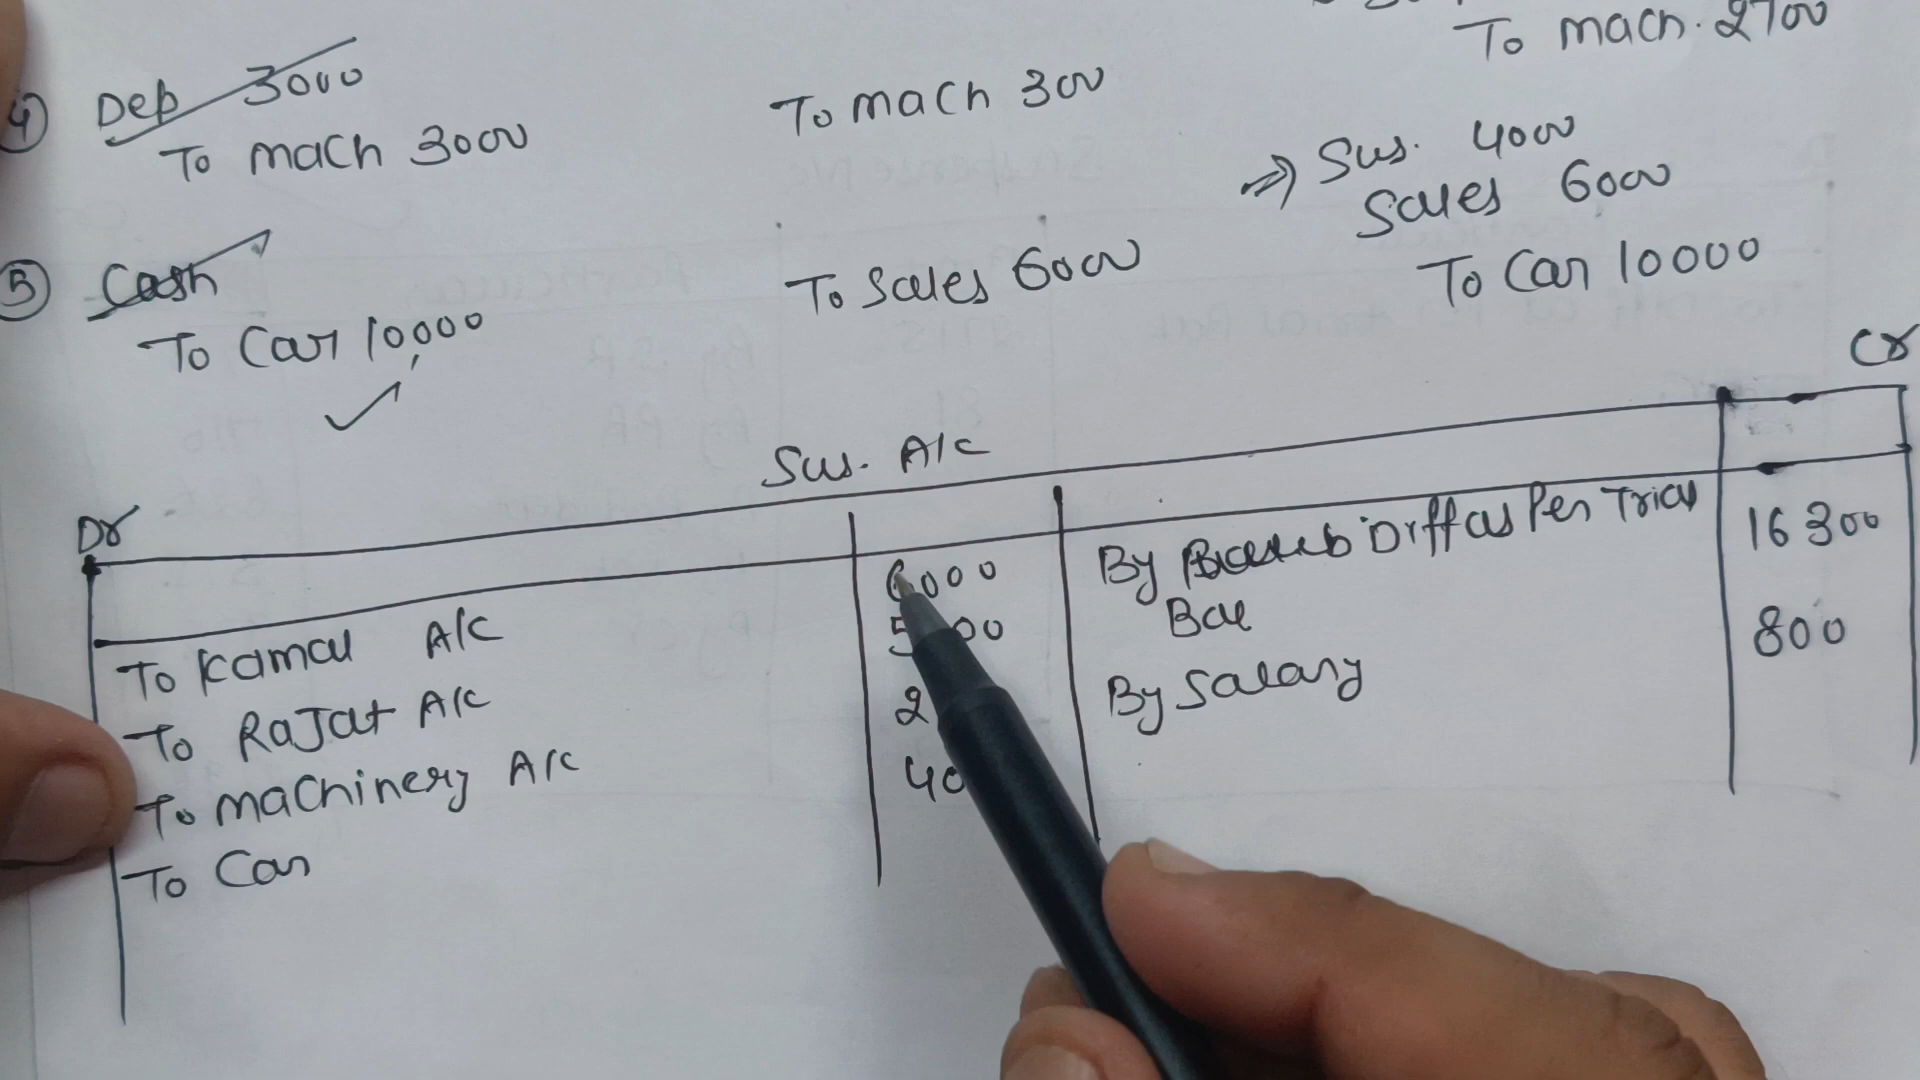 To mach. 2700
4) Dep 3000
To mach 3000
To mach 300
⇒ Sus. 4000
Sales 6000
To Car 10000
5) Cash
To Car 10,000
To Sales 6000
Sus. A/c
Dr
Cr
To Kamal A/c 6000
To Rajat A/c
To machinery A/c
To Car
By Diff as Per Trial Bal 16300
By Salary 800